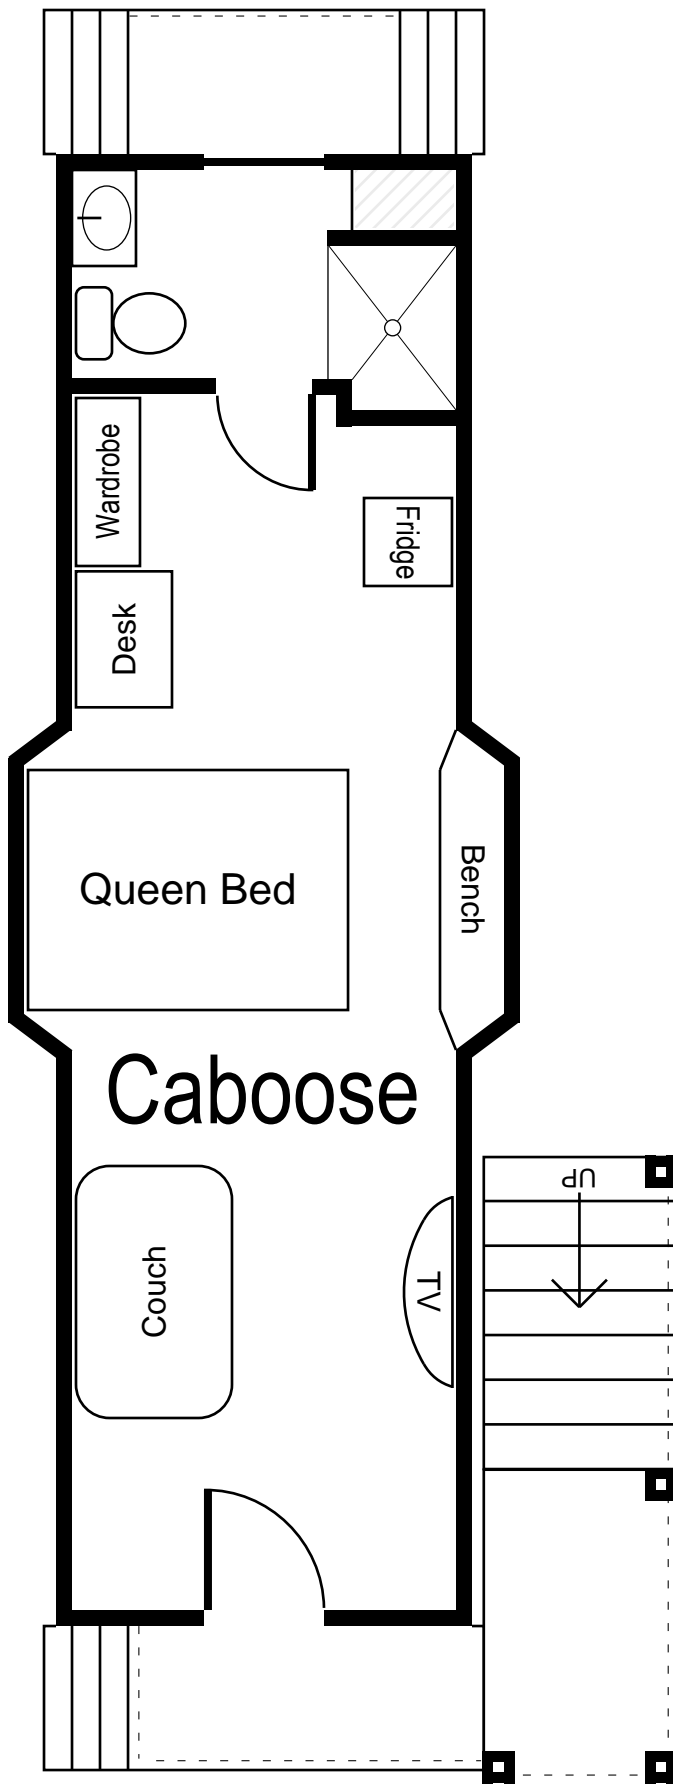 Wardrobe
Fridge
Desk
Queen Bed
Bench
Caboose
UP
Couch
TV